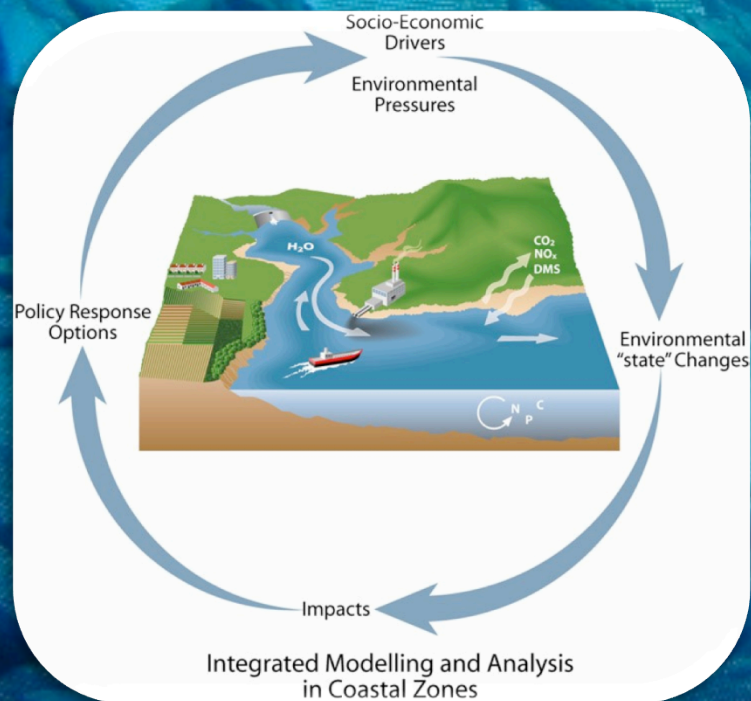 Socio-Economic
Drivers
Environmental
Pressures
H₂O
CO₂
NOₓ
DMS
Policy Response
Options
Environmental
"state" Changes
N C
P
Impacts
Integrated Modelling and Analysis
in Coastal Zones